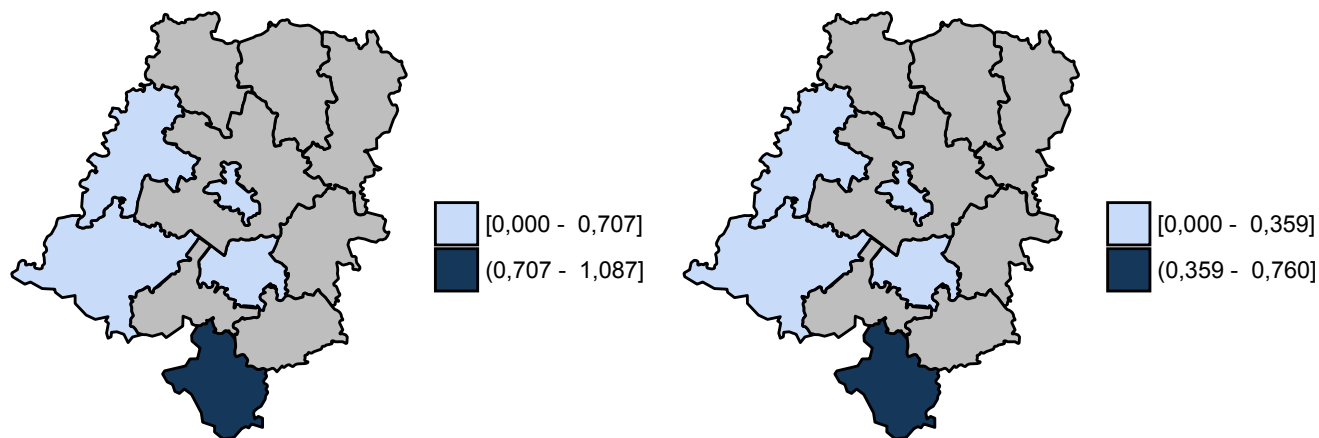 [0,000 - 0,707]
(0,707 - 1,087]
[0,000 - 0,359]
(0,359 - 0,760]